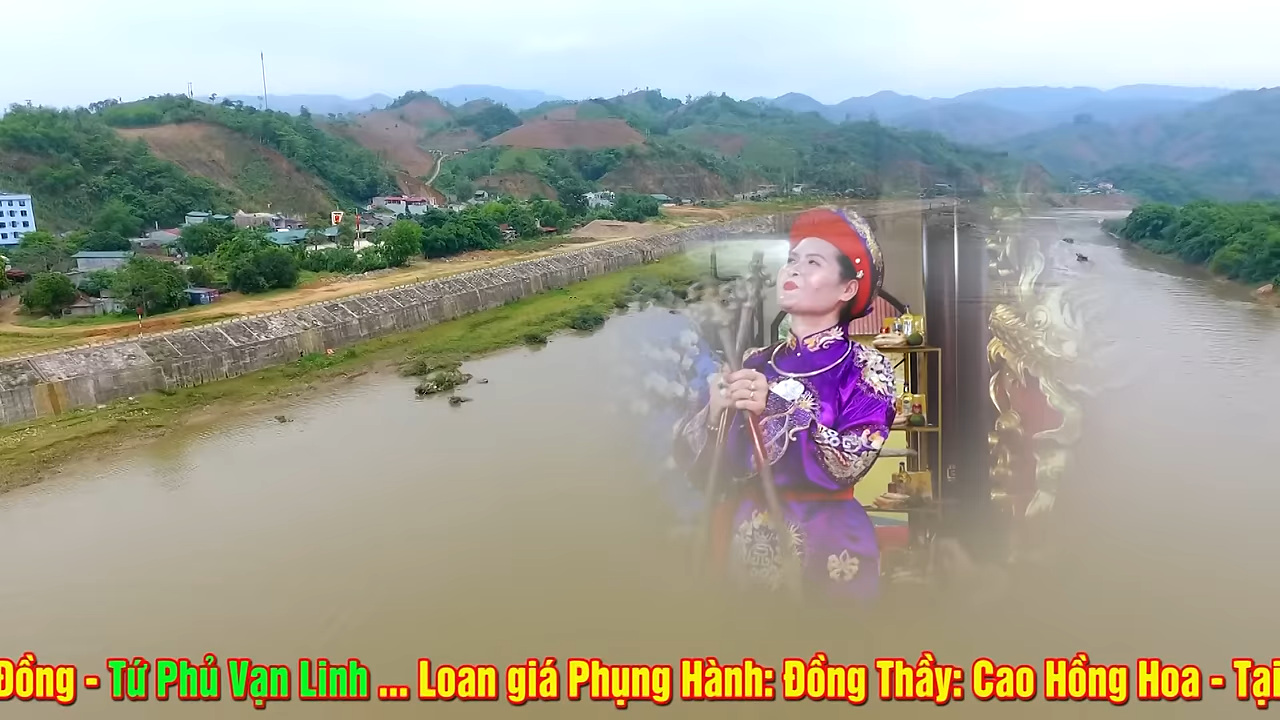 Đồng - Tứ Phủ Vạn Linh ... Loan giá Phụng Hành: Đồng Thầy: Cao Hồng Hoa - Tại